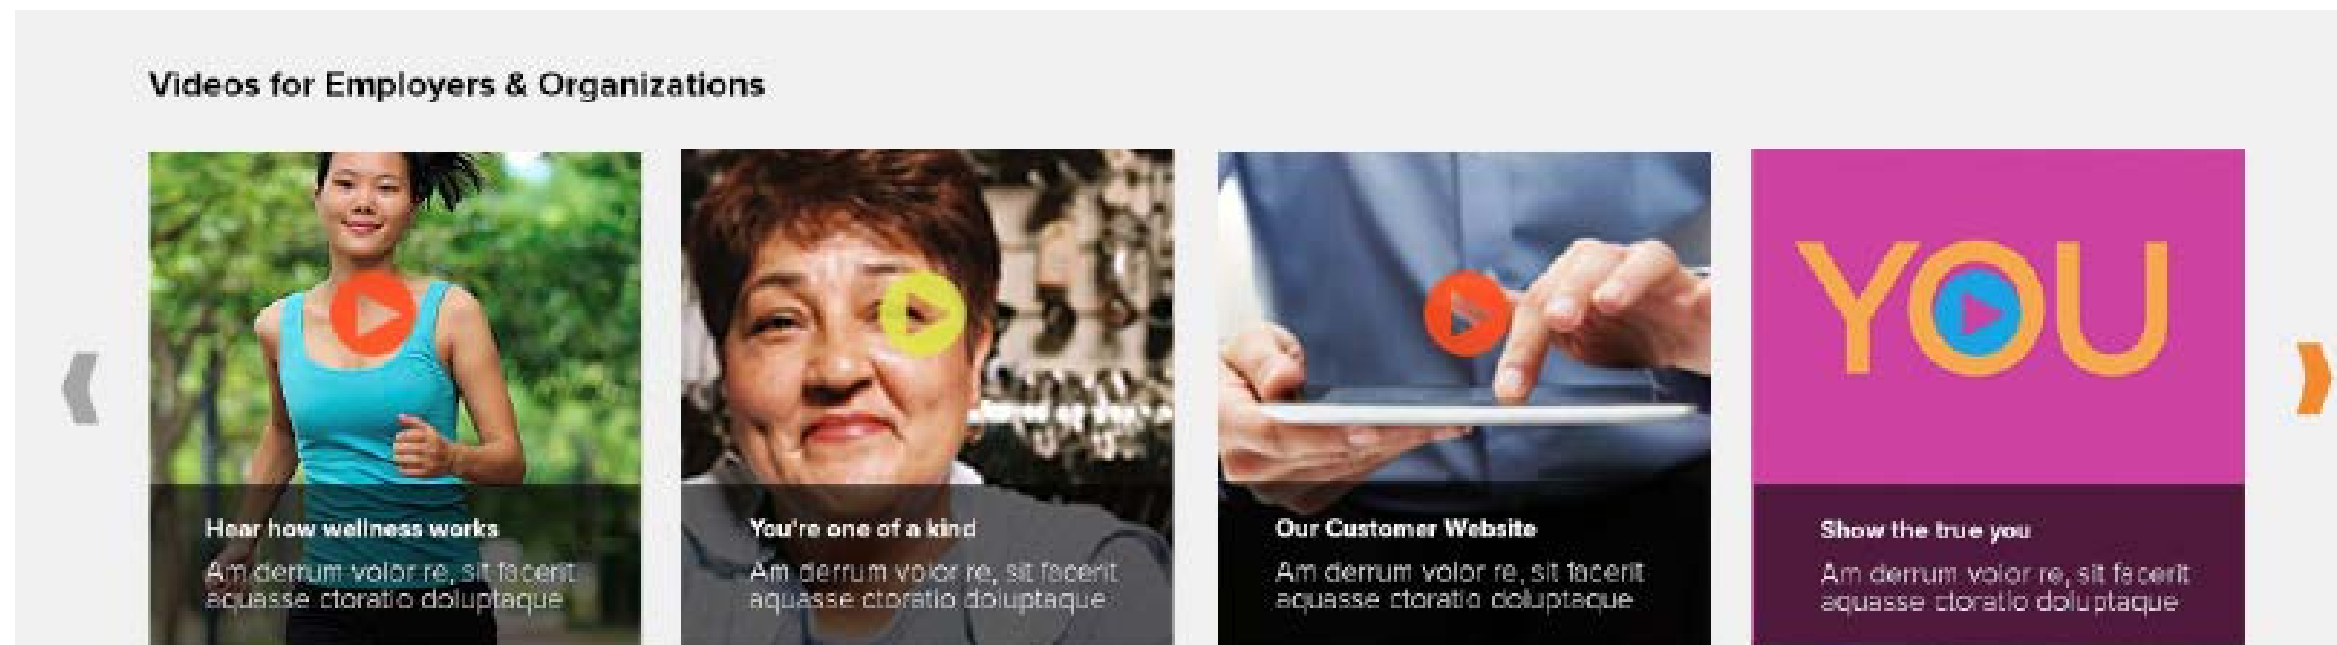 Videos for Employers & Organizations
YOU
Hear how wellness works
Am derrum volor re, sit facerit
aquasse ctoratio doluptaque
You're one of a kind
Am derrum volor re, sit facerit
aquasse ctoratio doluptaque
Our Customer Website
Am derrum volor re, sit facerit
aquasse ctoratio doluptaque
Show the true you
Am derrum volor re, sit facerit
aquasse ctoratio doluptaque